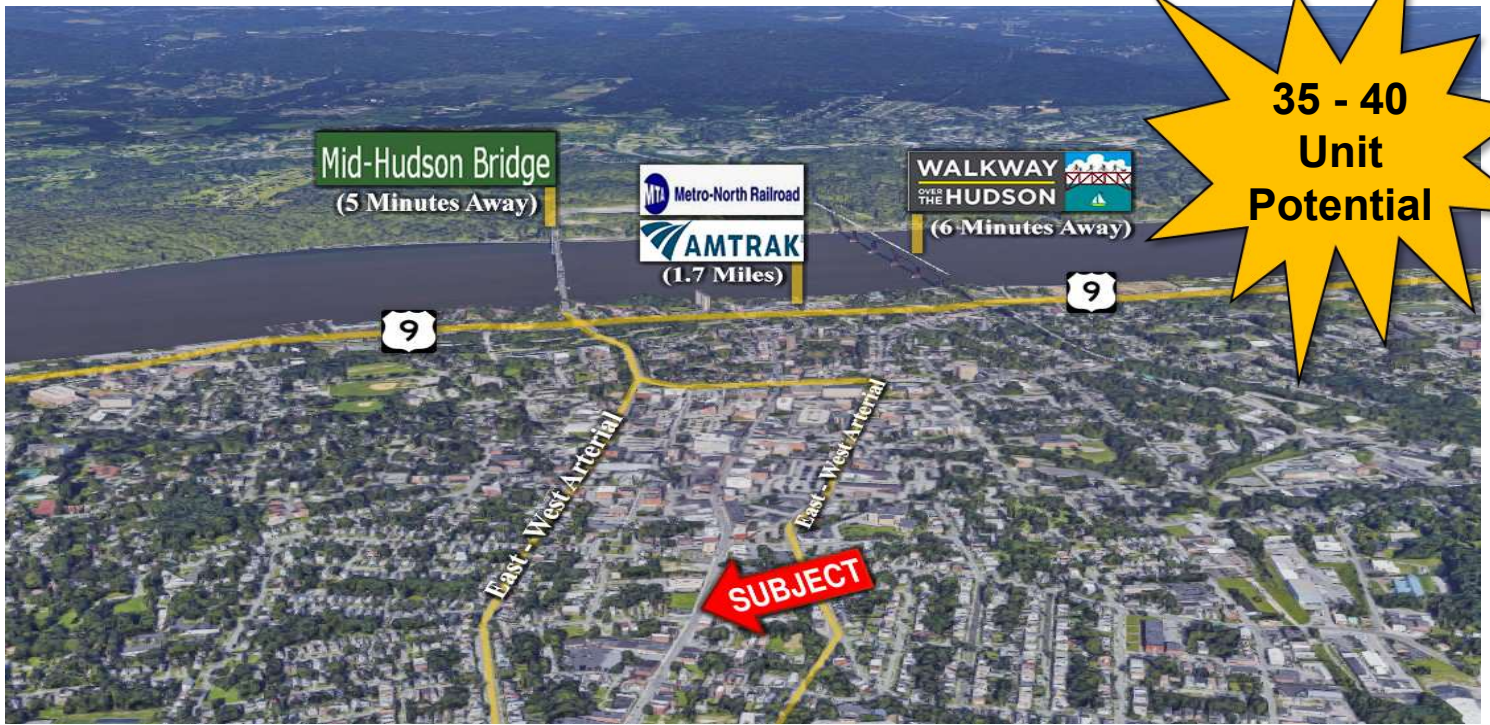 35 - 40
Unit
Potential
Mid-Hudson Bridge
(5 Minutes Away)
MTA Metro-North Railroad
AMTRAK
(1.7 Miles)
WALKWAY
OVER THE HUDSON
(6 Minutes Away)
9
9
East - West Arterial
East - West Arterial
SUBJECT